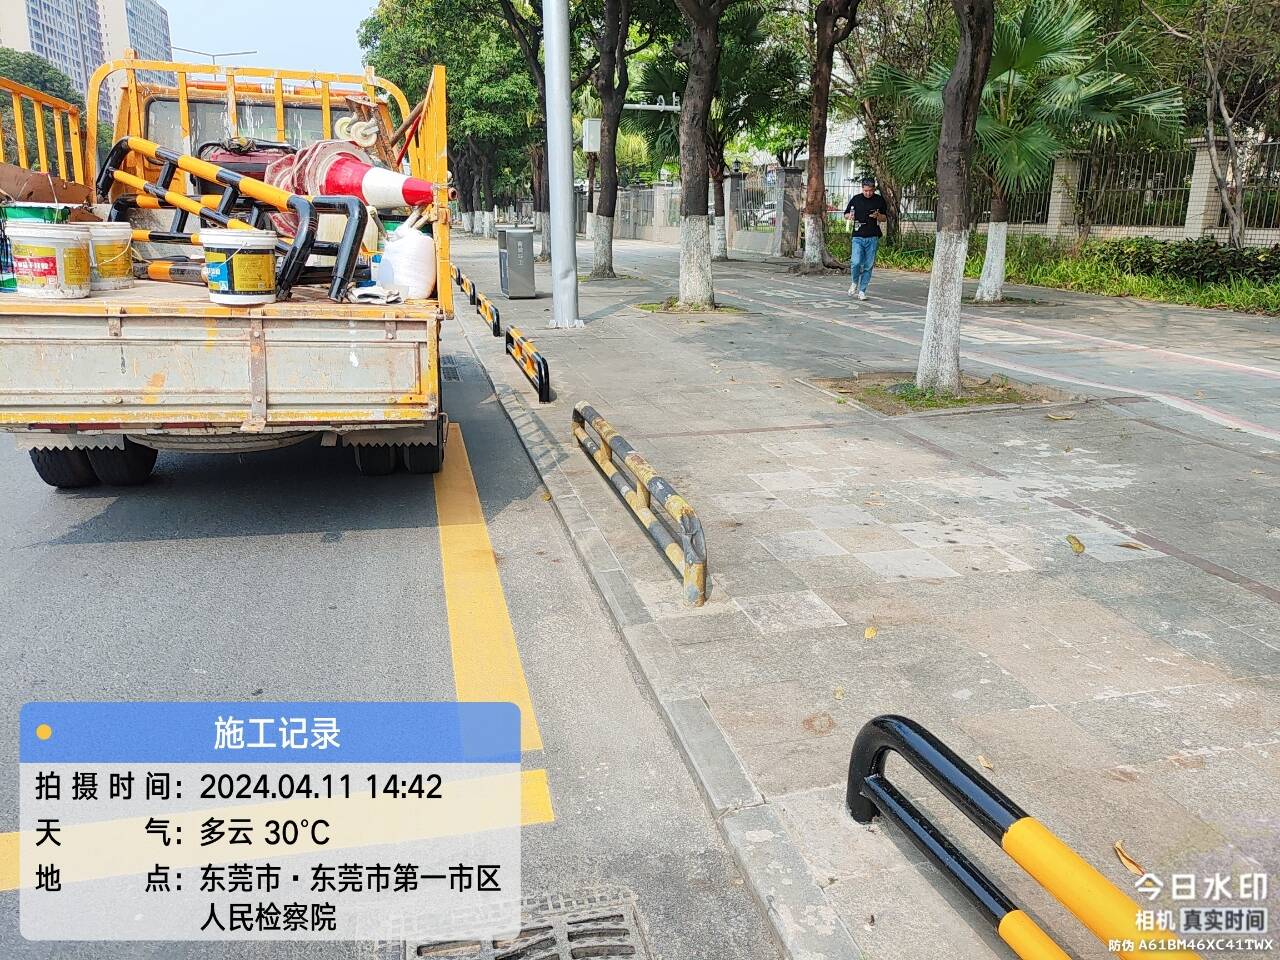 施工记录
拍摄时间：2024.04.11 14:42
天气：多云 30℃
地点：东莞市·东莞市第一市区
人民检察院
今日水印
相机 真实时间
防伪 A61BM46XC41TWX